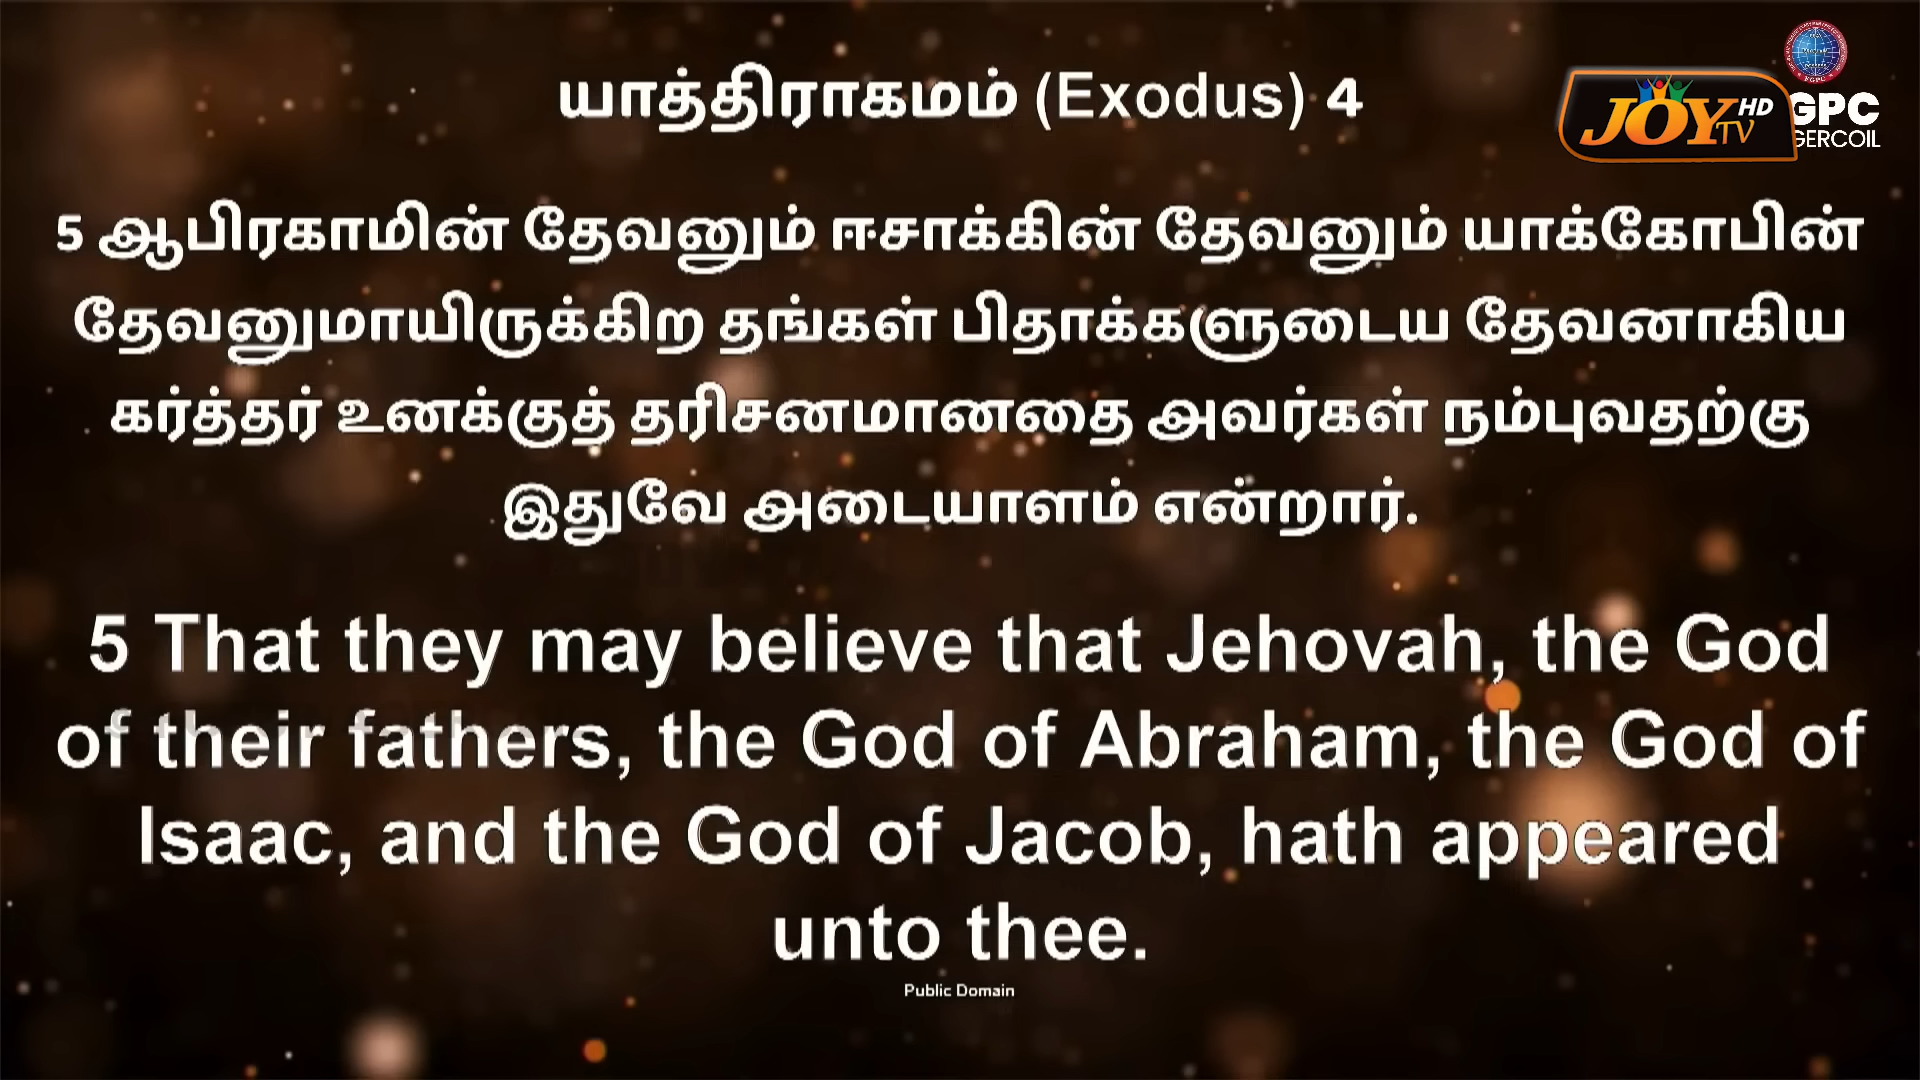 யாத்திராகமம் (Exodus) 4
JOY TV HD
GPC
GERCOIL
5 ஆபிரகாமின் தேவனும் ஈசாக்கின் தேவனும் யாக்கோபின்
தேவனுமாயிருக்கிற தங்கள் பிதாக்களுடைய தேவனாகிய
கர்த்தர் உனக்குத் தரிசனமானதை அவர்கள் நம்புவதற்கு
இதுவே அடையாளம் என்றார்.
5 That they may believe that Jehovah, the God
of their fathers, the God of Abraham, the God of
Isaac, and the God of Jacob, hath appeared
unto thee.
Public Domain